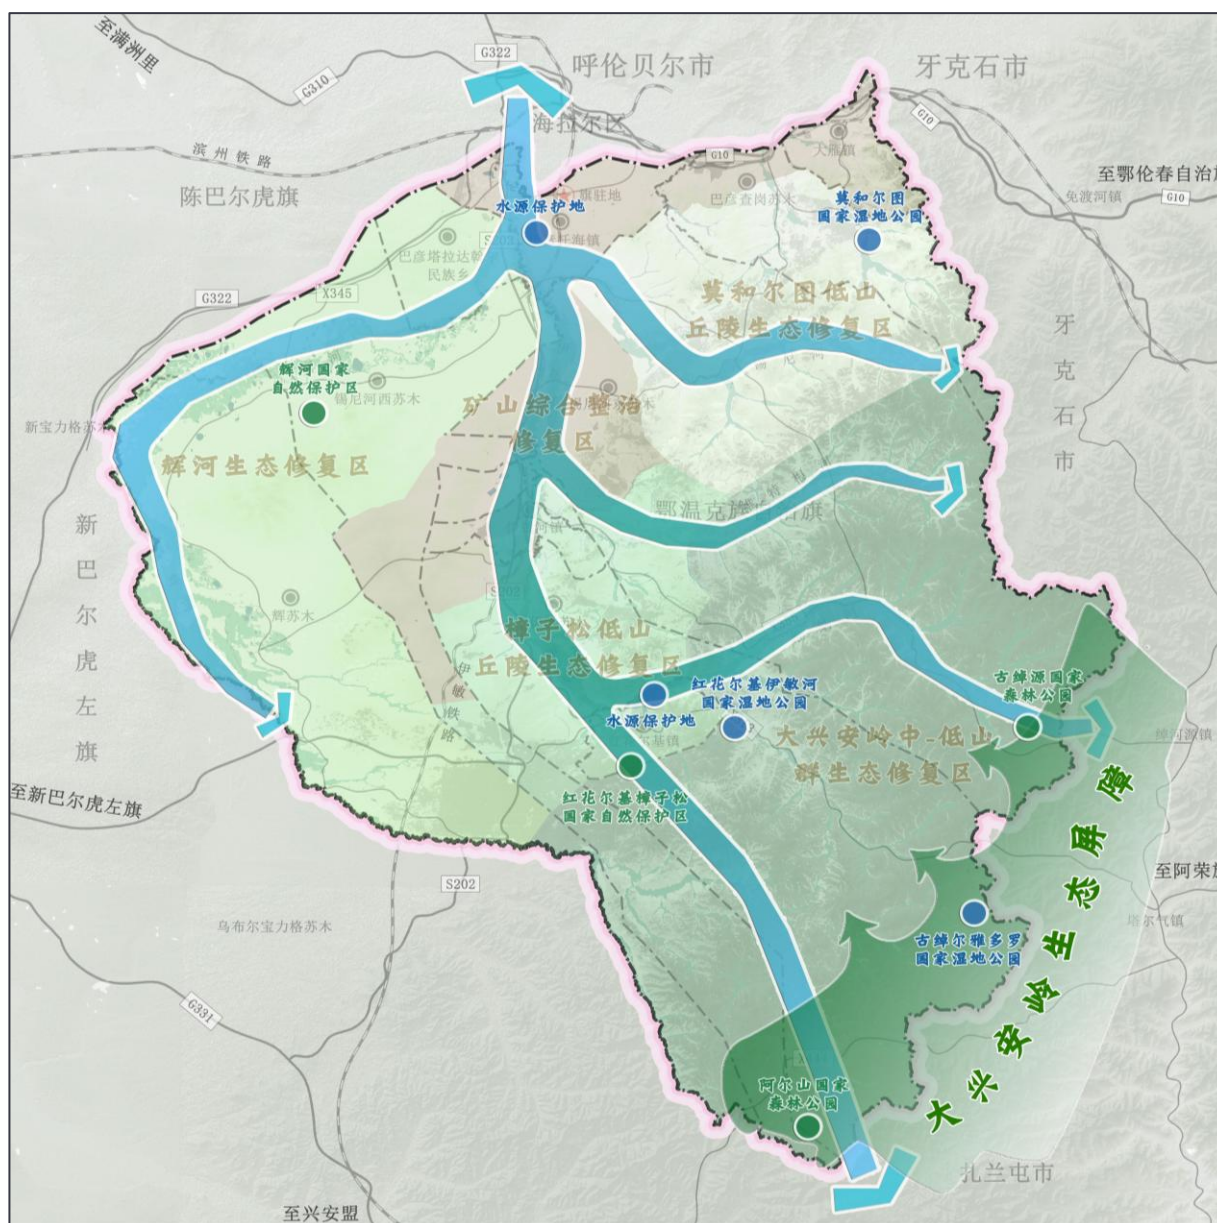 至满洲里
G322
呼伦贝尔市
牙克石市
G310
海拉尔区
G10
滨州铁路
大雁镇
G10
至鄂伦春自治旗
陈巴尔虎旗
旗驻地
巴彦查岗苏木
免渡河镇
G10
水源保护地
莫和尔图
国家湿地公园
巴彦塔拉达斡
民族乡
G322
X345
莫和尔图低山
丘陵生态修复区
牙克石市
辉河国家
自然保护区
锡尼河西苏木
矿山综合整治
修复区
新宝力格苏木
辉河生态修复区
鄂温克族自治旗
新巴尔虎左旗
S202
辉苏木
樟子松低山
丘陵生态修复区
伊敏铁路
红花尔基伊敏河
国家湿地公园
水源保护地
古绰源国家
森林公园
大兴安岭中-低山
群生态修复区
绰河源镇
至新巴尔虎左旗
红花尔基樟子松
国家自然保护区
S202
至阿荣旗
塔尔气镇
乌布尔宝力格苏木
古绰尔雅多罗
国家湿地公园
大兴安岭生态屏障
G331
阿尔山国家
森林公园
扎兰屯市
至兴安盟